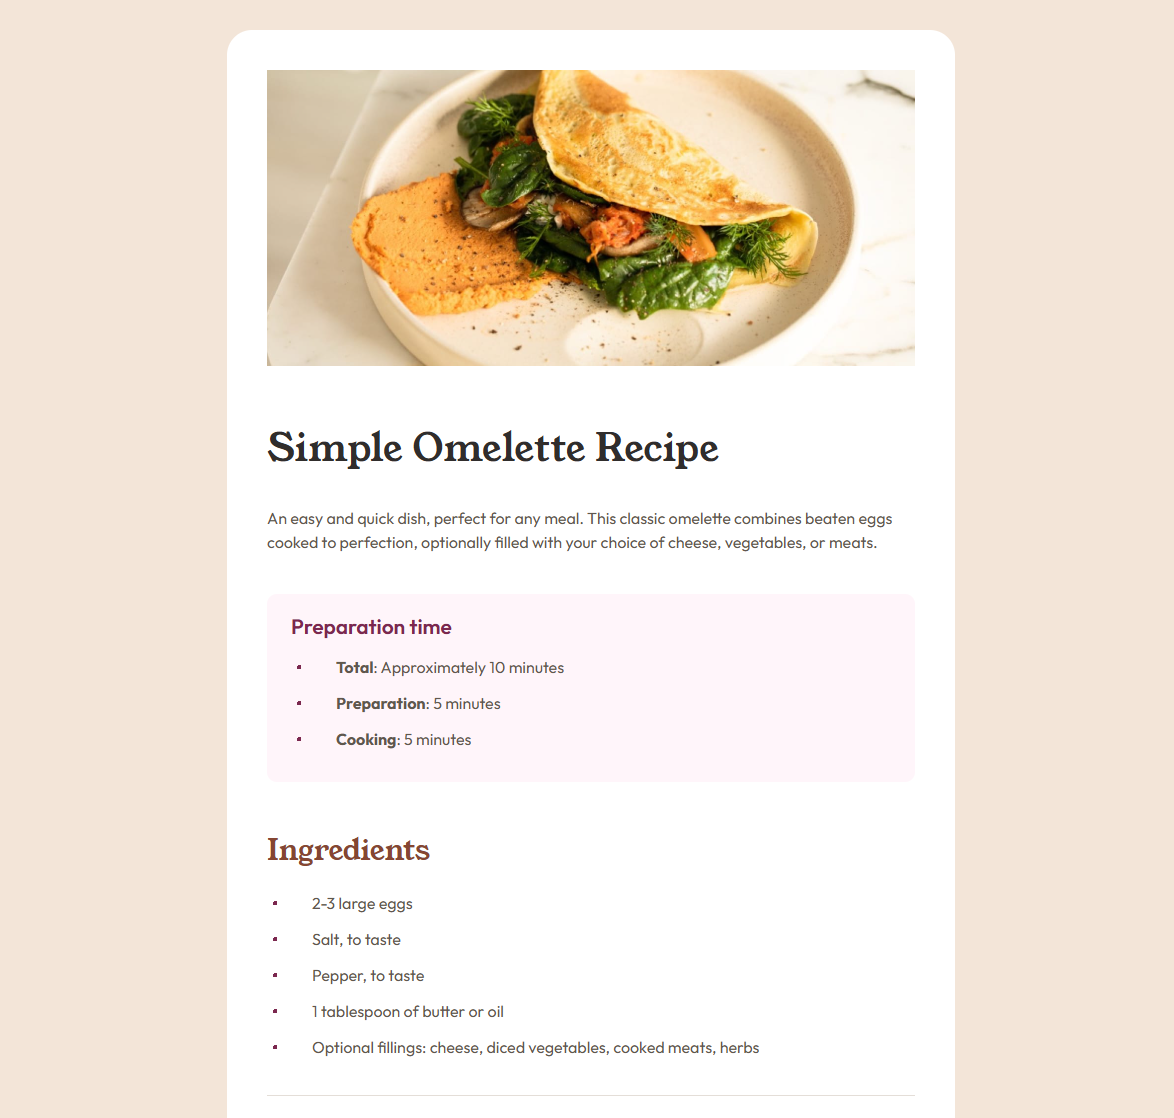 Simple Omelette Recipe
An easy and quick dish, perfect for any meal. This classic omelette combines beaten eggs
cooked to perfection, optionally filled with your choice of cheese, vegetables, or meats.
Preparation time
Total: Approximately 10 minutes
Preparation: 5 minutes
Cooking: 5 minutes
Ingredients
2-3 large eggs
Salt, to taste
Pepper, to taste
1 tablespoon of butter or oil
Optional fillings: cheese, diced vegetables, cooked meats, herbs